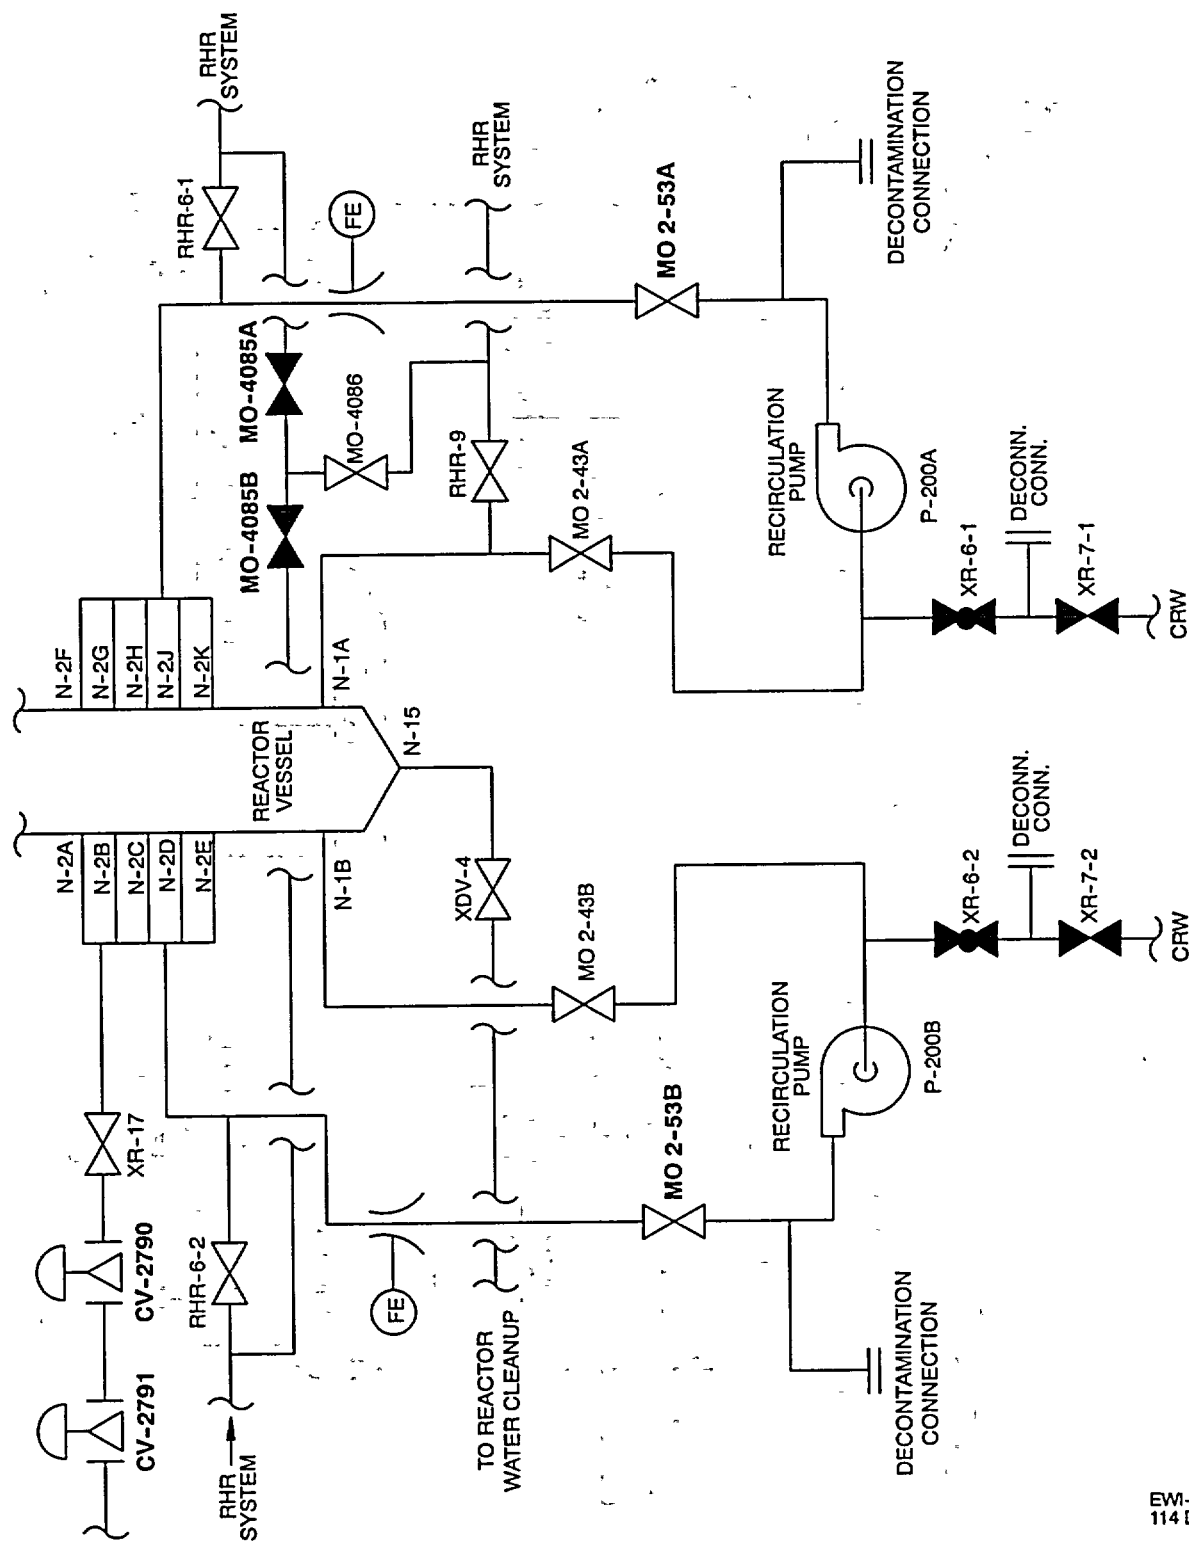 RHR
SYSTEM
RHR-6-1
FE
RHR
SYSTEM
MO 2-53A
DECONTAMINATION
CONNECTION
MO-4085A
MO-4086
MO-4085B
RHR-9
MO 2-43A
RECIRCULATION
PUMP
P-200A
XR-6-1
DECONN.
CONN.
XR-7-1
CRW
N-2F
N-2G
N-2H
N-2J
N-2K
N-1A
N-15
REACTOR
VESSEL
N-2A
N-2B
N-2C
N-2D
N-2E
N-1B
XDV-4
MO 2-43B
XR-6-2
DECONN.
CONN.
XR-7-2
CRW
RECIRCULATION
PUMP
P-200B
XR-17
CV-2790
CV-2791
RHR-6-2
RHR
SYSTEM
FE
MO 2-53B
TO REACTOR
WATER CLEANUP
DECONTAMINATION
CONNECTION